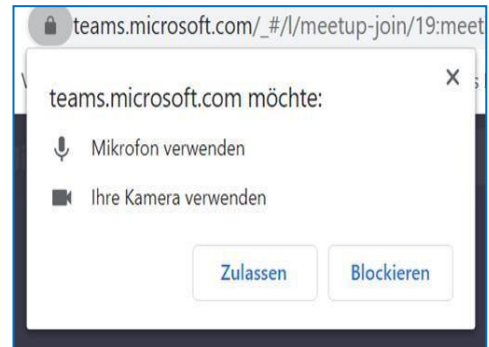 teams.microsoft.com/_#/l/meetup-join/19:meet
teams.microsoft.com möchte:
Mikrofon verwenden
Ihre Kamera verwenden
Zulassen
Blockieren